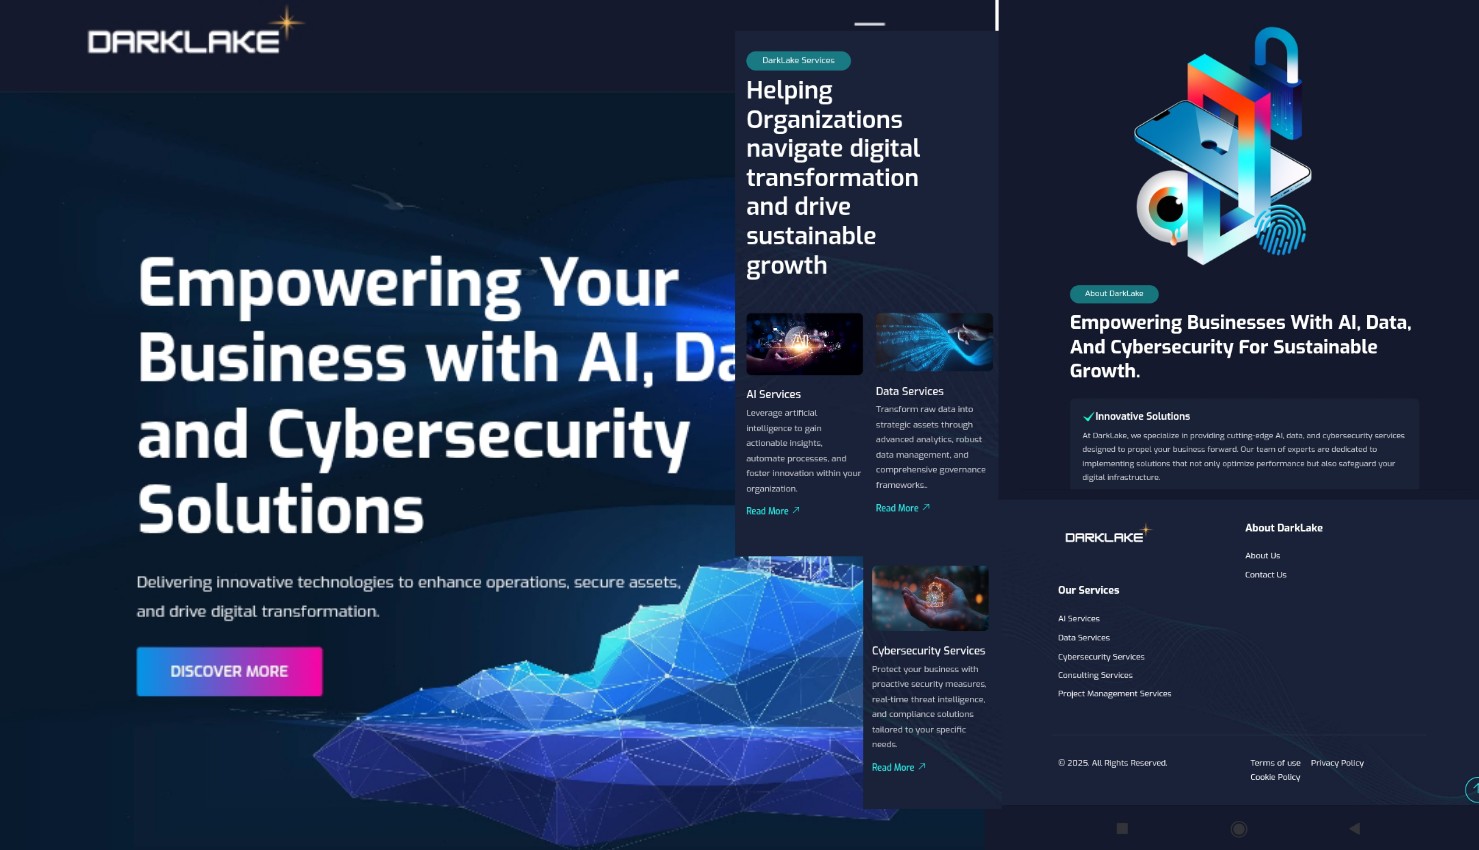 DARKLAKE
Empowering Your
Business with AI, Da
and Cybersecurity
Solutions
Delivering innovative technologies to enhance operations, secure assets,
and drive digital transformation.
DISCOVER MORE
DarkLake Services
Helping
Organizations
navigate digital
transformation
and drive
sustainable
growth
AI
AI Services
Leverage artificial
intelligence to gain
actionable insights,
automate processes, and
foster innovation within your
organization.
Read More
Data Services
Transform raw data into
strategic assets through
advanced analytics, robust
data management, and
comprehensive governance
frameworks..
Read More
Cybersecurity Services
Protect your business with
proactive security measures,
real-time threat intelligence,
and compliance solutions
tailored to your specific
needs.
Read More
About DarkLake
Empowering Businesses With AI, Data,
And Cybersecurity For Sustainable
Growth.
Innovative Solutions
At DarkLake, we specialize in providing cutting-edge AI, data, and cybersecurity services
designed to propel your business forward. Our team of experts are dedicated to
implementing solutions that not only optimize performance but also safeguard your
digital infrastructure.
DARKLAKE
Our Services
AI Services
Data Services
Cybersecurity Services
Consulting Services
Project Management Services
About DarkLake
About Us
Contact Us
© 2025. All Rights Reserved.
Terms of use Privacy Policy
Cookie Policy